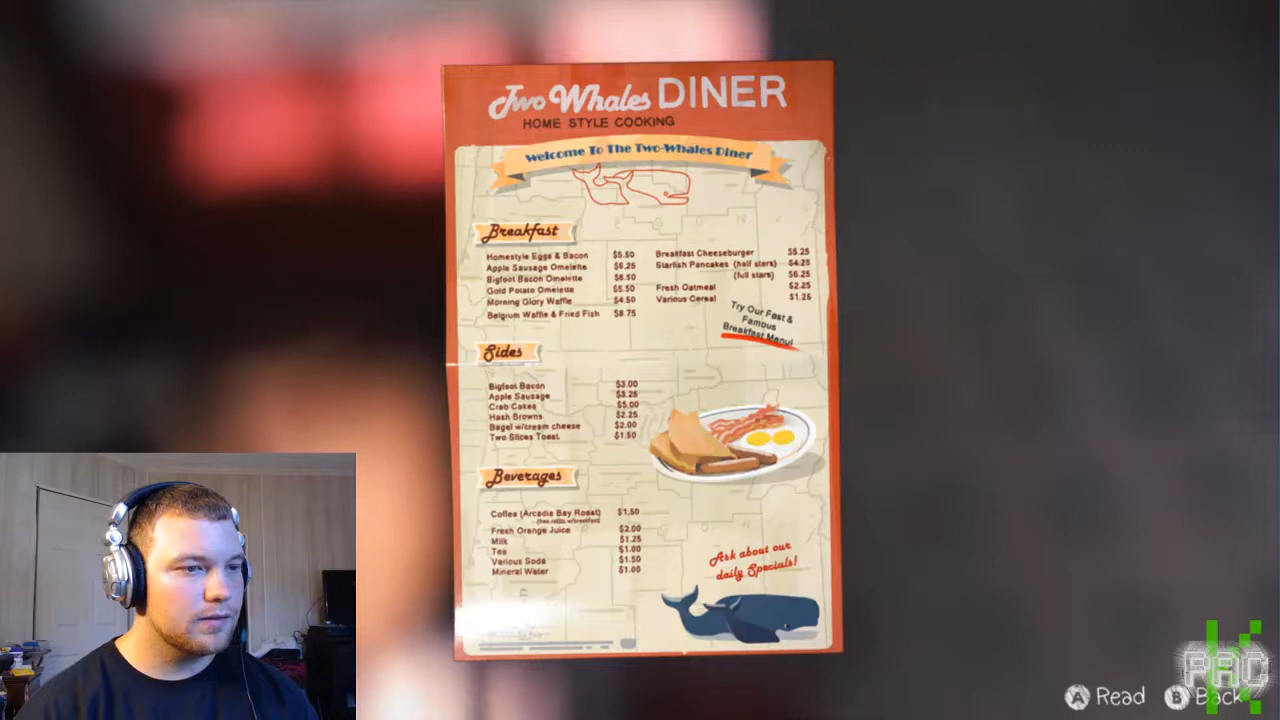 Two Whales DINER
HOME STYLE COOKING
Welcome To The Two-Whales Diner
Breakfast
Homestyle Eggs & Bacon $5.50
Apple Sausage Omelette $6.25
Bigfoot Bacon Omelette $6.50
Gold Potato Omelette $5.50
Morning Glory Waffle $4.50
Belgium Waffle & Fried Fish $8.75
Breakfast Cheeseburger $5.25
Starfish Pancakes (half stars) $4.25
(full stars) $6.25
Fresh Oatmeal $2.25
Various Cereal $1.25
Try Our Fast &
Famous
Breakfast Menu!
Sides
Bigfoot Bacon $3.00
Apple Sausage $3.25
Crab Cakes $5.00
Hash Browns $2.25
Bagel w/cream cheese $2.00
Two Slices Toast $1.50
Beverages
Coffee (Arcadia Bay Roast) $1.50
(free refills w/breakfast)
Fresh Orange Juice $2.00
Milk $1.25
Tea $1.00
Various Soda $1.50
Mineral Water $1.00
Ask about our
daily Specials!
A Read B Back
PAC
K